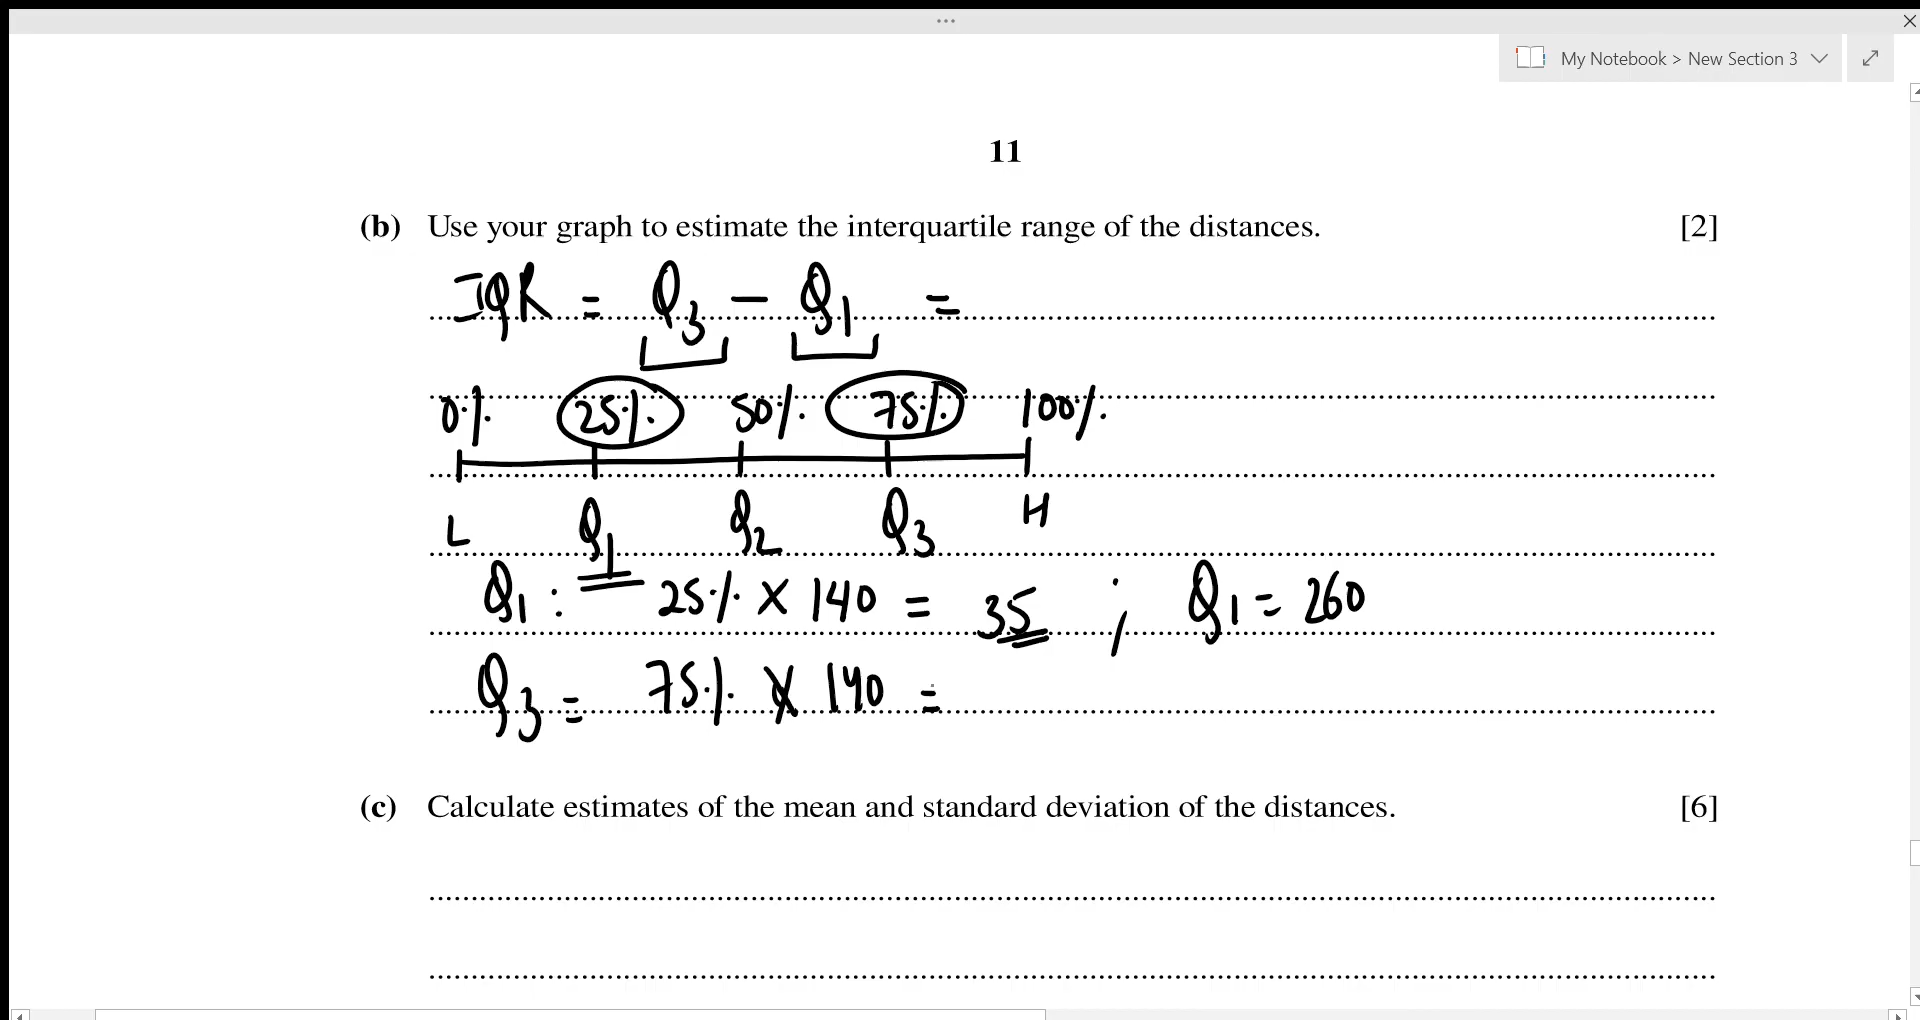 My Notebook > New Section 3
11
(b) Use your graph to estimate the interquartile range of the distances. [2]
IQR = Q3 − Q1 =
0% 25% 50% 75% 100%
L Q1 Q2 Q3 H
Q1 : 25% × 140 = 35 ; Q1 = 260
Q3 = 75% × 140 =
(c) Calculate estimates of the mean and standard deviation of the distances. [6]